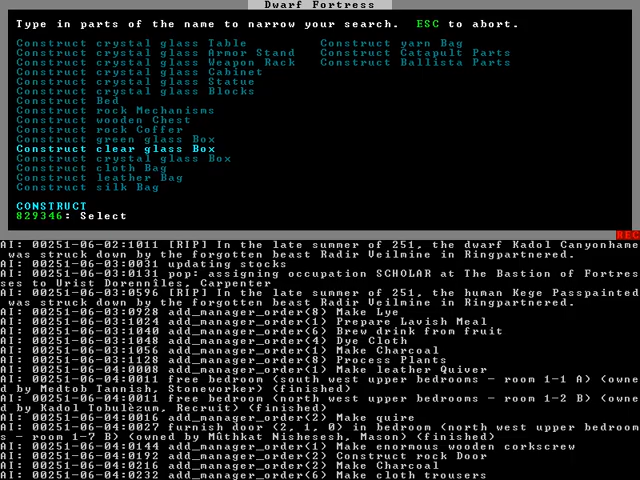 Dwarf Fortress
Type in parts of the name to narrow your search.  ESC to abort.
Construct crystal glass Table
Construct crystal glass Armor Stand
Construct crystal glass Weapon Rack
Construct crystal glass Cabinet
Construct crystal glass Statue
Construct crystal glass Blocks
Construct Bed
Construct rock Mechanisms
Construct wooden Chest
Construct rock Coffer
Construct green glass Box
Construct clear glass Box
Construct crystal glass Box
Construct cloth Bag
Construct leather Bag
Construct silk Bag
Construct yarn Bag
Construct Catapult Parts
Construct Ballista Parts
CONSTRUCT
829346: Select
REC
AI: 00251-06-02:1011 [RIP] In the late summer of 251, the dwarf Kadol Canyonhame
 was struck down by the forgotten beast Radir Veilmine in Ringpartnered.
AI: 00251-06-03:0031 updating stocks
AI: 00251-06-03:0131 pop: assigning occupation SCHOLAR at The Bastion of Fortres
ses to Urist Dorennïles, Carpenter
AI: 00251-06-03:0596 [RIP] In the late summer of 251, the human Kege Passpainted
 was struck down by the forgotten beast Radir Veilmine in Ringpartnered.
AI: 00251-06-03:0928 add_manager_order(8) Make Lye
AI: 00251-06-03:1024 add_manager_order(1) Prepare Lavish Meal
AI: 00251-06-03:1040 add_manager_order(6) Brew drink from fruit
AI: 00251-06-03:1048 add_manager_order(4) Dye Cloth
AI: 00251-06-03:1056 add_manager_order(1) Make Charcoal
AI: 00251-06-03:1128 add_manager_order(8) Process Plants
AI: 00251-06-04:0008 add_manager_order(1) Make leather Quiver
AI: 00251-06-04:0011 free bedroom (south west upper bedrooms - room 1-1 A) (owne
d by Medtob Tannish, Stoneworker) (finished)
AI: 00251-06-04:0011 free bedroom (north west upper bedrooms - room 1-2 B) (owne
d by Kadol Tobulèzum, Recruit) (finished)
AI: 00251-06-04:0016 add_manager_order(2) Make quire
AI: 00251-06-04:0027 furnish door (2, 1, 0) in bedroom (north west upper bedroom
s - room 1-7 B) (owned by Mûthkat Nishesesh, Mason) (finished)
AI: 00251-06-04:0144 add_manager_order(1) Make enormous wooden corkscrew
AI: 00251-06-04:0192 add_manager_order(2) Construct rock Door
AI: 00251-06-04:0216 add_manager_order(2) Make Charcoal
AI: 00251-06-04:0232 add_manager_order(6) Make cloth trousers